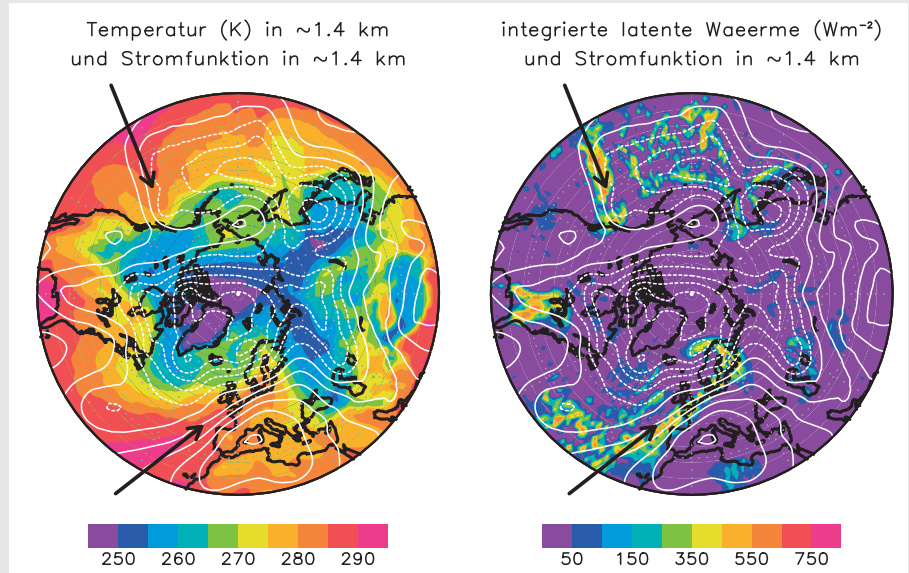 Temperatur (K) in ~1.4 km
und Stromfunktion in ~1.4 km
integrierte latente Waeerme (Wm⁻²)
und Stromfunktion in ~1.4 km
250 260 270 280 290
50 150 350 550 750